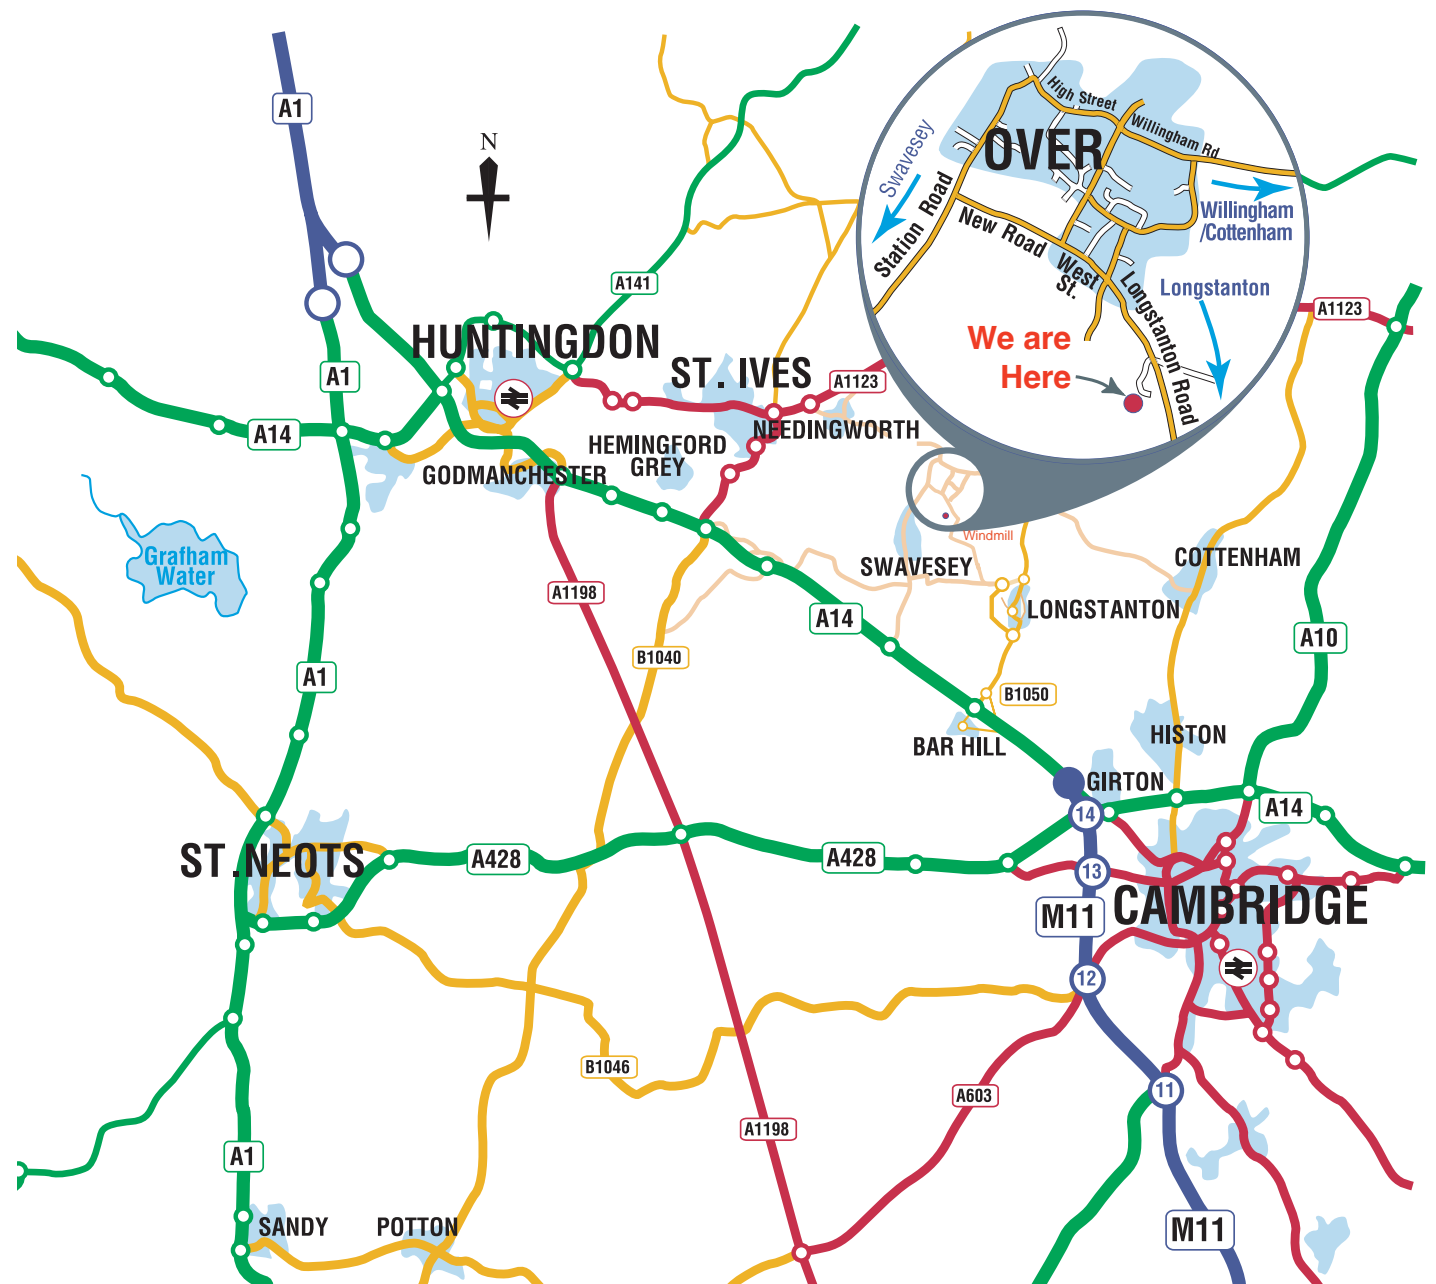 A1
N
High Street
Willingham Rd
OVER
Swavesey
Station Road
New Road
West
St.
Willingham
/Cottenham
Longstanton
Longstanton Road
We are
Here
A141
A1123
HUNTINGDON
ST. IVES
A1
A1123
A14
NEEDINGWORTH
HEMINGFORD
GREY
GODMANCHESTER
Windmill
Grafham
Water
SWAVESEY
COTTENHAM
A1198
LONGSTANTON
A14
A10
B1040
A1
B1050
BAR HILL
HISTON
GIRTON
14
A14
ST.NEOTS
A428
A428
13
M11
CAMBRIDGE
12
B1046
A603
11
A1198
A1
SANDY
POTTON
M11